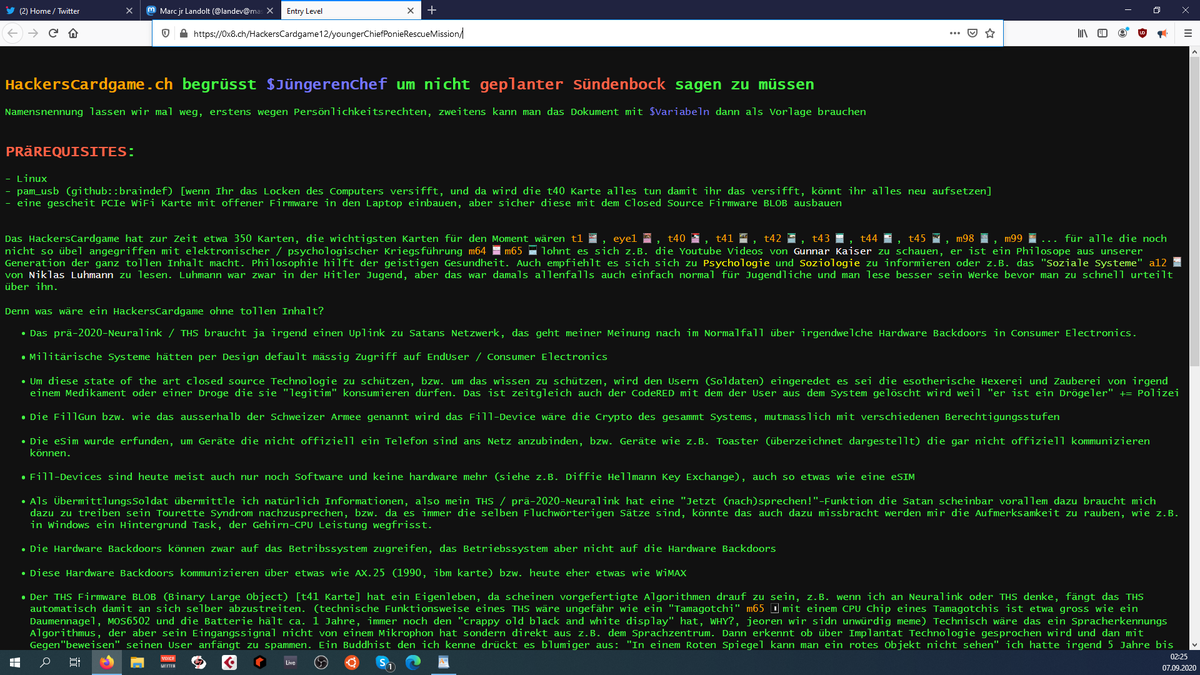 (2) Home / Twitter
Marc jr Landolt (@landev@ma
Entry Level
https://0x8.ch/HackersCardgame12/youngerChiefPonieRescueMission/
HackersCardgame.ch begrüsst $JüngerenChef um nicht geplanter Sündenbock sagen zu müssen
Namensnennung lassen wir mal weg, erstens wegen Persönlichkeitsrechten, zweitens kann man das Dokument mit $Variabeln dann als Vorlage brauchen
PRäREQUISITES:
- Linux
- pam_usb (github::braindef) [wenn Ihr das Locken des Computers versifft, und da wird die t40 Karte alles tun damit ihr das versifft, könnt ihr alles neu aufsetzen]
- eine gescheit PCIe WiFi Karte mit offener Firmware in den Laptop einbauen, aber sicher diese mit dem Closed Source Firmware BLOB ausbauen
Das HackersCardgame hat zur Zeit etwa 350 Karten, die wichtigsten Karten für den Moment wären t1 , eye1 , t40 , t41 , t42 , t43 , t44 , t45 , m98 , m99 ... für alle die noch
nicht so übel angegriffen mit elektronischer / psychologischer Kriegsführung m64 m65 lohnt es sich z.B. die Youtube Videos von Gunnar Kaiser zu schauen, er ist ein Philosope aus unserer
Generation der ganz tollen Inhalt macht. Philosophie hilft der geistigen Gesundheit. Auch empfiehlt es sich sich zu Psychologie und Soziologie zu informieren oder z.B. das "Soziale Systeme" a12
von Niklas Luhmann zu lesen. Luhmann war zwar in der Hitler Jugend, aber das war damals allenfalls auch einfach normal für Jugendliche und man lese besser sein Werke bevor man zu schnell urteilt
über ihn.
Denn was wäre ein HackersCardgame ohne tollen Inhalt?
• Das prä-2020-Neuralink / THS braucht ja irgend einen Uplink zu Satans Netzwerk, das geht meiner Meinung nach im Normalfall über irgendwelche Hardware Backdoors in Consumer Electronics.
• Militärische Systeme hätten per Design default mässig Zugriff auf EndUser / Consumer Electronics
• Um diese state of the art closed source Technologie zu schützen, bzw. um das wissen zu schützen, wird den Usern (Soldaten) eingeredet es sei die esotherische Hexerei und Zauberei von irgend
einem Medikament oder einer Droge die sie "legitim" konsumieren dürfen. Das ist zeitgleich auch der CodeRED mit dem der User aus dem System gelöscht wird weil "er ist ein Drögeler" += Polizei
• Die FillGun bzw. wie das ausserhalb der Schweizer Armee genannt wird das Fill-Device wäre die Crypto des gesammt Systems, mutmasslich mit verschiedenen Berechtigungsstufen
• Die eSim wurde erfunden, um Geräte die nicht offiziell ein Telefon sind ans Netz anzubinden, bzw. Geräte wie z.B. Toaster (überzeichnet dargestellt) die gar nicht offiziell kommunizieren
können.
• Fill-Devices sind heute meist auch nur noch Software und keine hardware mehr (siehe z.B. Diffie Hellmann Key Exchange), auch so etwas wie eine eSIM
• Als ÜbermittlungsSoldat übermittle ich natürlich Informationen, also mein THS / prä-2020-Neuralink hat eine "Jetzt (nach)sprechen!"-Funktion die Satan scheinbar vorallem dazu braucht mich
dazu zu treiben sein Tourette Syndrom nachzusprechen, bzw. da es immer die selben Fluchwörterigen Sätze sind, könnte das auch dazu missbracht werden mir die Aufmerksamkeit zu rauben, wie z.B.
in Windows ein Hintergrund Task, der Gehirn-CPU Leistung wegfrisst.
• Die Hardware Backdoors können zwar auf das Betribssystem zugreifen, das Betriebssystem aber nicht auf die Hardware Backdoors
• Diese Hardware Backdoors kommunizieren über etwas wie AX.25 (1990, ibm karte) bzw. heute eher etwas wie WiMAX
• Der THS Firmware BLOB (Binary Large Object) [t41 Karte] hat ein Eigenleben, da scheinen vorgefertigte Algorithmen drauf zu sein, z.B. wenn ich an Neuralink oder THS denke, fängt das THS
automatisch damit an sich selber abzustreiten. (technische Funktionsweise eines THS wäre ungefähr wie ein "Tamagotchi" m65 mit einem CPU Chip eines Tamagotchis ist etwa gross wie ein
Daumennagel, MOS6502 und die Batterie hält ca. 1 Jahre, immer noch den "crappy old black and white display" hat, WHY?, jeoren wir sidn unwürdig meme) Technisch wäre das ein Spracherkennungs
Algorithmus, der aber sein Eingangssignal nicht von einem Mikrophon hat sondern direkt aus z.B. dem Sprachzentrum. Dann erkennt ob über Implantat Technologie gesprochen wird und dan mit
Gegen"beweisen" seinen User anfängt zu spammen. Ein Buddhist den ich kenne drückt es blumiger aus: "In einem Roten Spiegel kann man ein rotes Objekt nicht sehen" ich hatte irgend 5 Jahre bis
Live
02:25
07.09.2020